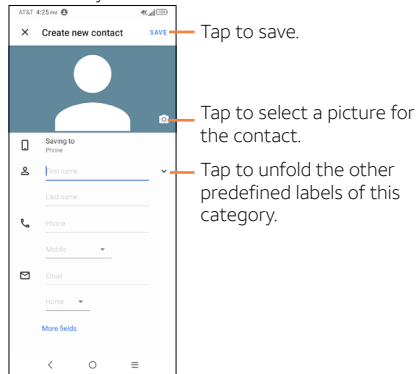 AT&T 4:25 PM
Create new contact
SAVE
Tap to save.
Tap to select a picture for
the contact.
Saving to
Phone
First name
Tap to unfold the other
predefined labels of this
category.
Last name
Phone
Mobile
Email
Home
More fields